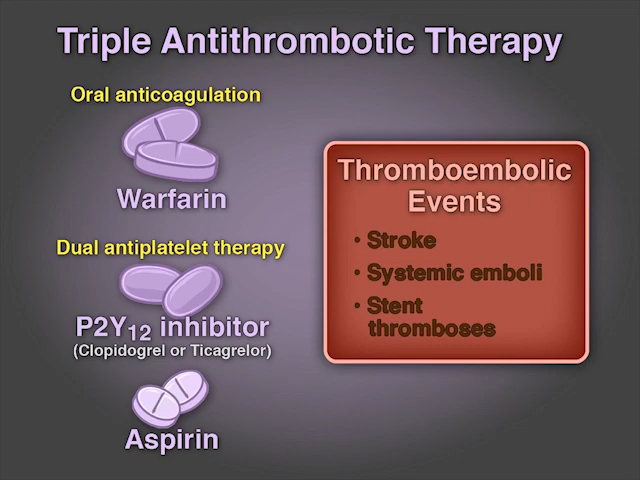 Triple Antithrombotic Therapy
Oral anticoagulation
Warfarin
Dual antiplatelet therapy
P2Y12 inhibitor
(Clopidogrel or Ticagrelor)
Aspirin
Thromboembolic
Events
• Stroke
• Systemic emboli
• Stent
thromboses